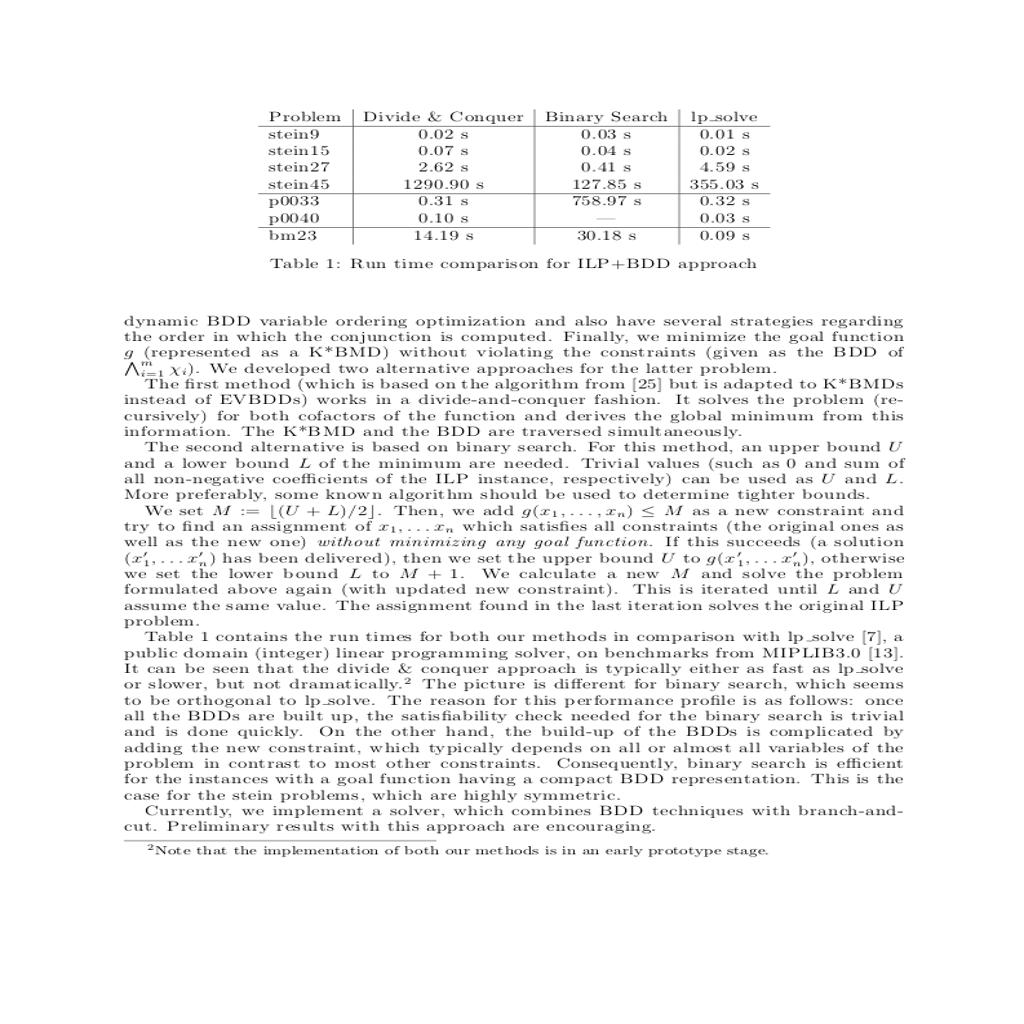 Problem Divide & Conquer Binary Search lp_solve
stein9 0.02 s 0.03 s 0.01 s
stein15 0.07 s 0.04 s 0.02 s
stein27 2.62 s 0.41 s 4.59 s
stein45 1290.90 s 127.85 s 355.03 s
p0033 0.31 s 758.97 s 0.32 s
p0040 0.10 s — 0.03 s
bm23 14.19 s 30.18 s 0.09 s
Table 1: Run time comparison for ILP+BDD approach
dynamic BDD variable ordering optimization and also have several strategies regarding
the order in which the conjunction is computed. Finally, we minimize the goal function
g (represented as a K*BMD) without violating the constraints (given as the BDD of
⋀ᵐᵢ₌₁ χᵢ). We developed two alternative approaches for the latter problem.
The first method (which is based on the algorithm from [25] but is adapted to K*BMDs
instead of EVBDDs) works in a divide-and-conquer fashion. It solves the problem (re-
cursively) for both cofactors of the function and derives the global minimum from this
information. The K*BMD and the BDD are traversed simultaneously.
The second alternative is based on binary search. For this method, an upper bound U
and a lower bound L of the minimum are needed. Trivial values (such as 0 and sum of
all non-negative coefficients of the ILP instance, respectively) can be used as U and L.
More preferably, some known algorithm should be used to determine tighter bounds.
We set M := ⌊(U + L)/2⌋. Then, we add g(x₁, . . . , xₙ) ≤ M as a new constraint and
try to find an assignment of x₁, . . . xₙ which satisfies all constraints (the original ones as
well as the new one) without minimizing any goal function. If this succeeds (a solution
(x′₁, . . . x′ₙ) has been delivered), then we set the upper bound U to g(x′₁, . . . x′ₙ), otherwise
we set the lower bound L to M + 1. We calculate a new M and solve the problem
formulated above again (with updated new constraint). This is iterated until L and U
assume the same value. The assignment found in the last iteration solves the original ILP
problem.
Table 1 contains the run times for both our methods in comparison with lp_solve [7], a
public domain (integer) linear programming solver, on benchmarks from MIPLIB3.0 [13].
It can be seen that the divide & conquer approach is typically either as fast as lp_solve
or slower, but not dramatically.² The picture is different for binary search, which seems
to be orthogonal to lp_solve. The reason for this performance profile is as follows: once
all the BDDs are built up, the satisfiability check needed for the binary search is trivial
and is done quickly. On the other hand, the build-up of the BDDs is complicated by
adding the new constraint, which typically depends on all or almost all variables of the
problem in contrast to most other constraints. Consequently, binary search is efficient
for the instances with a goal function having a compact BDD representation. This is the
case for the stein problems, which are highly symmetric.
Currently, we implement a solver, which combines BDD techniques with branch-and-
cut. Preliminary results with this approach are encouraging.
²Note that the implementation of both our methods is in an early prototype stage.